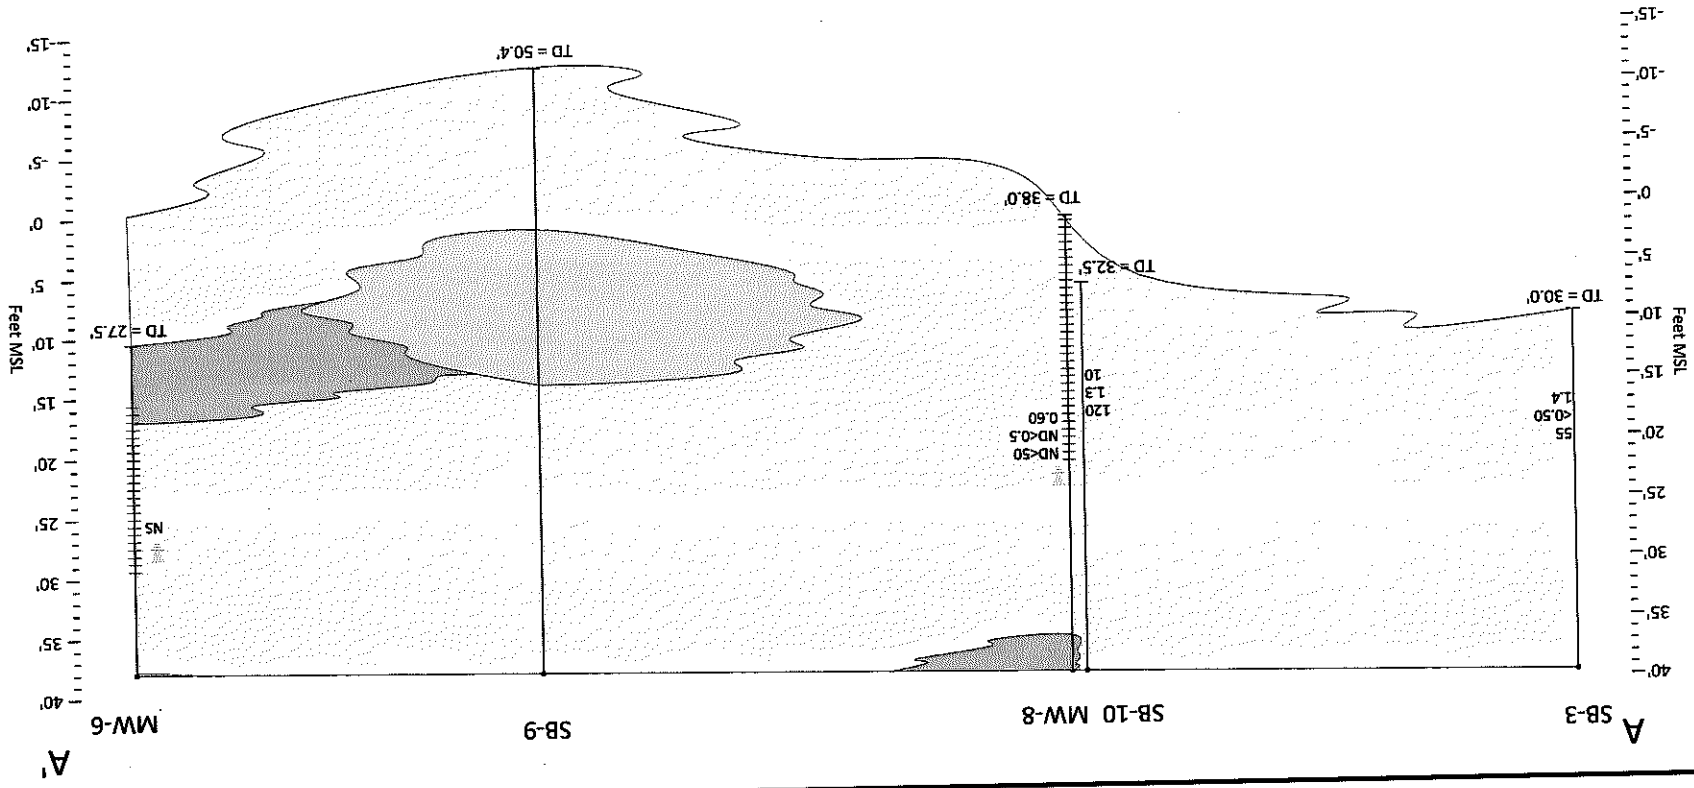 A
A'
SB-3
SB-10 MW-8
SB-9
MW-6
40'
35'
30'
25'
20'
15'
10'
5'
0'
-5'
-10'
-15'
Feet MSL
55
<0.50
1.4
TD = 30.0'
120
1.3
10
TD = 32.5'
ND<50
ND<0.5
0.60
TD = 38.0'
TD = 50.4'
NS
TD = 27.5'
40'
35'
30'
25'
20'
15'
10'
5'
0'
-5'
-10'
-15'
Feet MSL